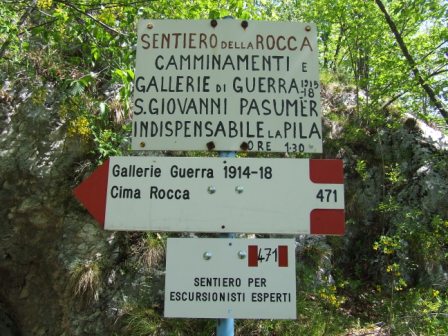 SENTIERO DELLA ROCCA
CAMMINAMENTI E
GALLERIE DI GUERRA 1915-18
S. GIOVANNI PASUMER
INDISPENSABILE LA PILA
ORE 1.30
Gallerie Guerra 1914-18
Cima Rocca
471
471
SENTIERO PER
ESCURSIONISTI ESPERTI